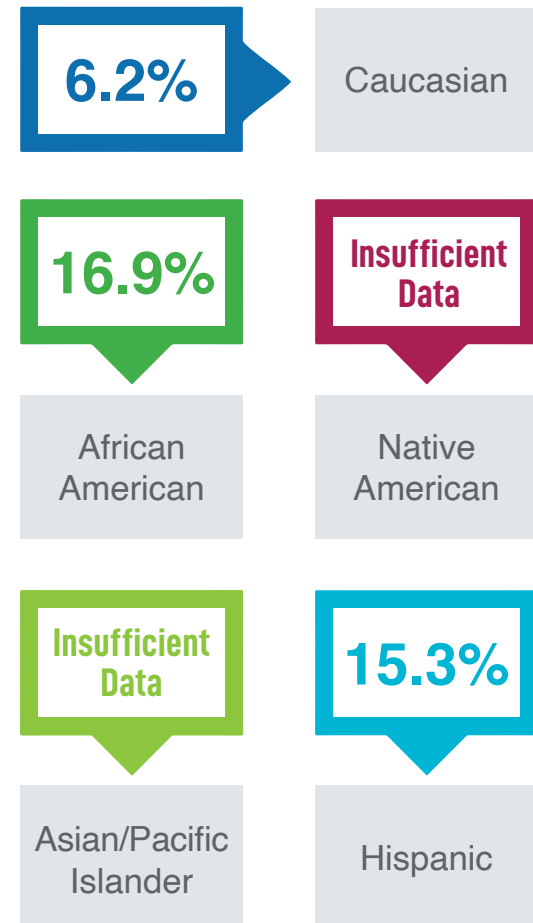 6.2%
Caucasian
16.9%
African
American
Insufficient
Data
Native
American
Insufficient
Data
Asian/Pacific
Islander
15.3%
Hispanic